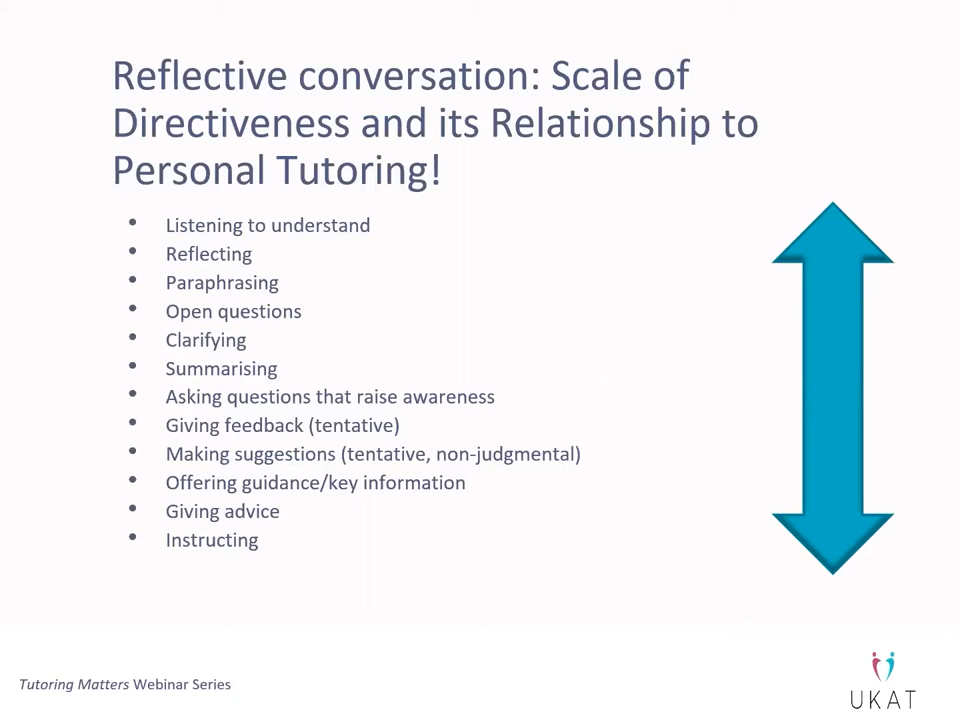 Reflective conversation: Scale of
Directiveness and its Relationship to
Personal Tutoring!
• Listening to understand
• Reflecting
• Paraphrasing
• Open questions
• Clarifying
• Summarising
• Asking questions that raise awareness
• Giving feedback (tentative)
• Making suggestions (tentative, non-judgmental)
• Offering guidance/key information
• Giving advice
• Instructing
Tutoring Matters Webinar Series
UKAT